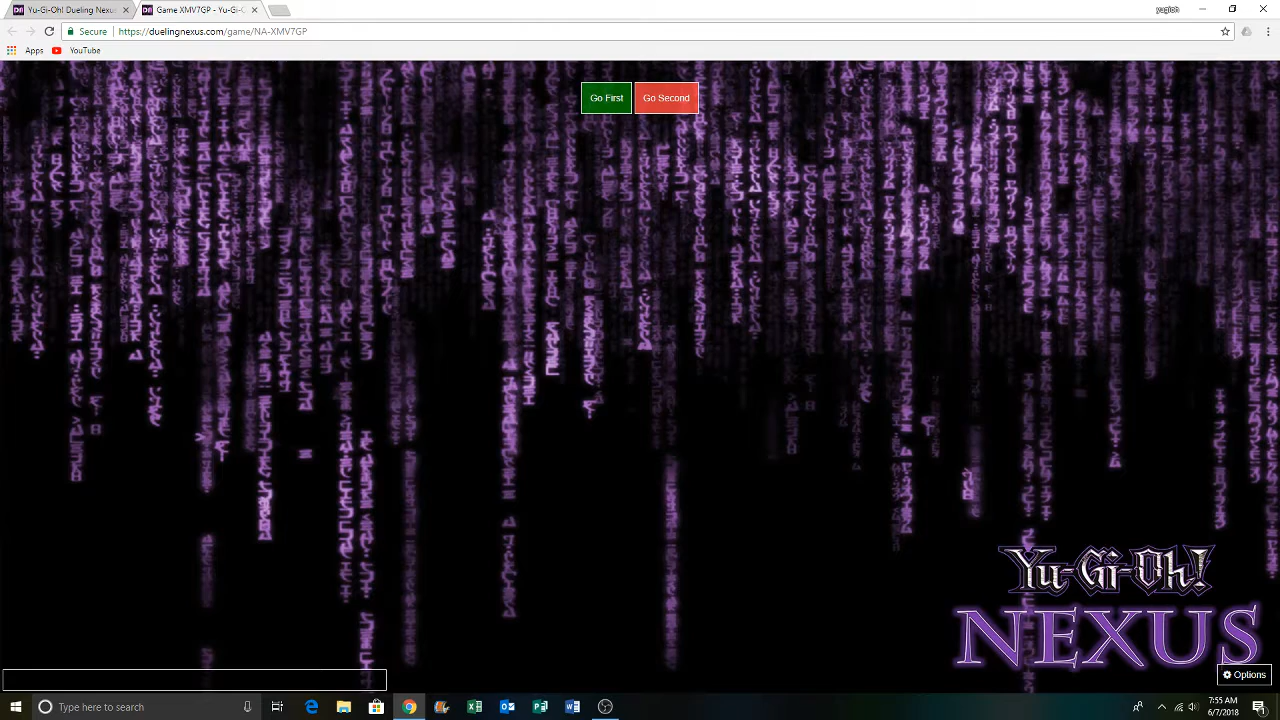 Yu-Gi-Oh! Dueling Nexus
Game XMV7GP - Yu-Gi-O
yugioh
Secure
https://duelingnexus.com/game/NA-XMV7GP
Apps
YouTube
Go First
Go Second
Yu-Gi-Oh!
NEXUS
Options
Type here to search
7:55 AM
6/7/2018